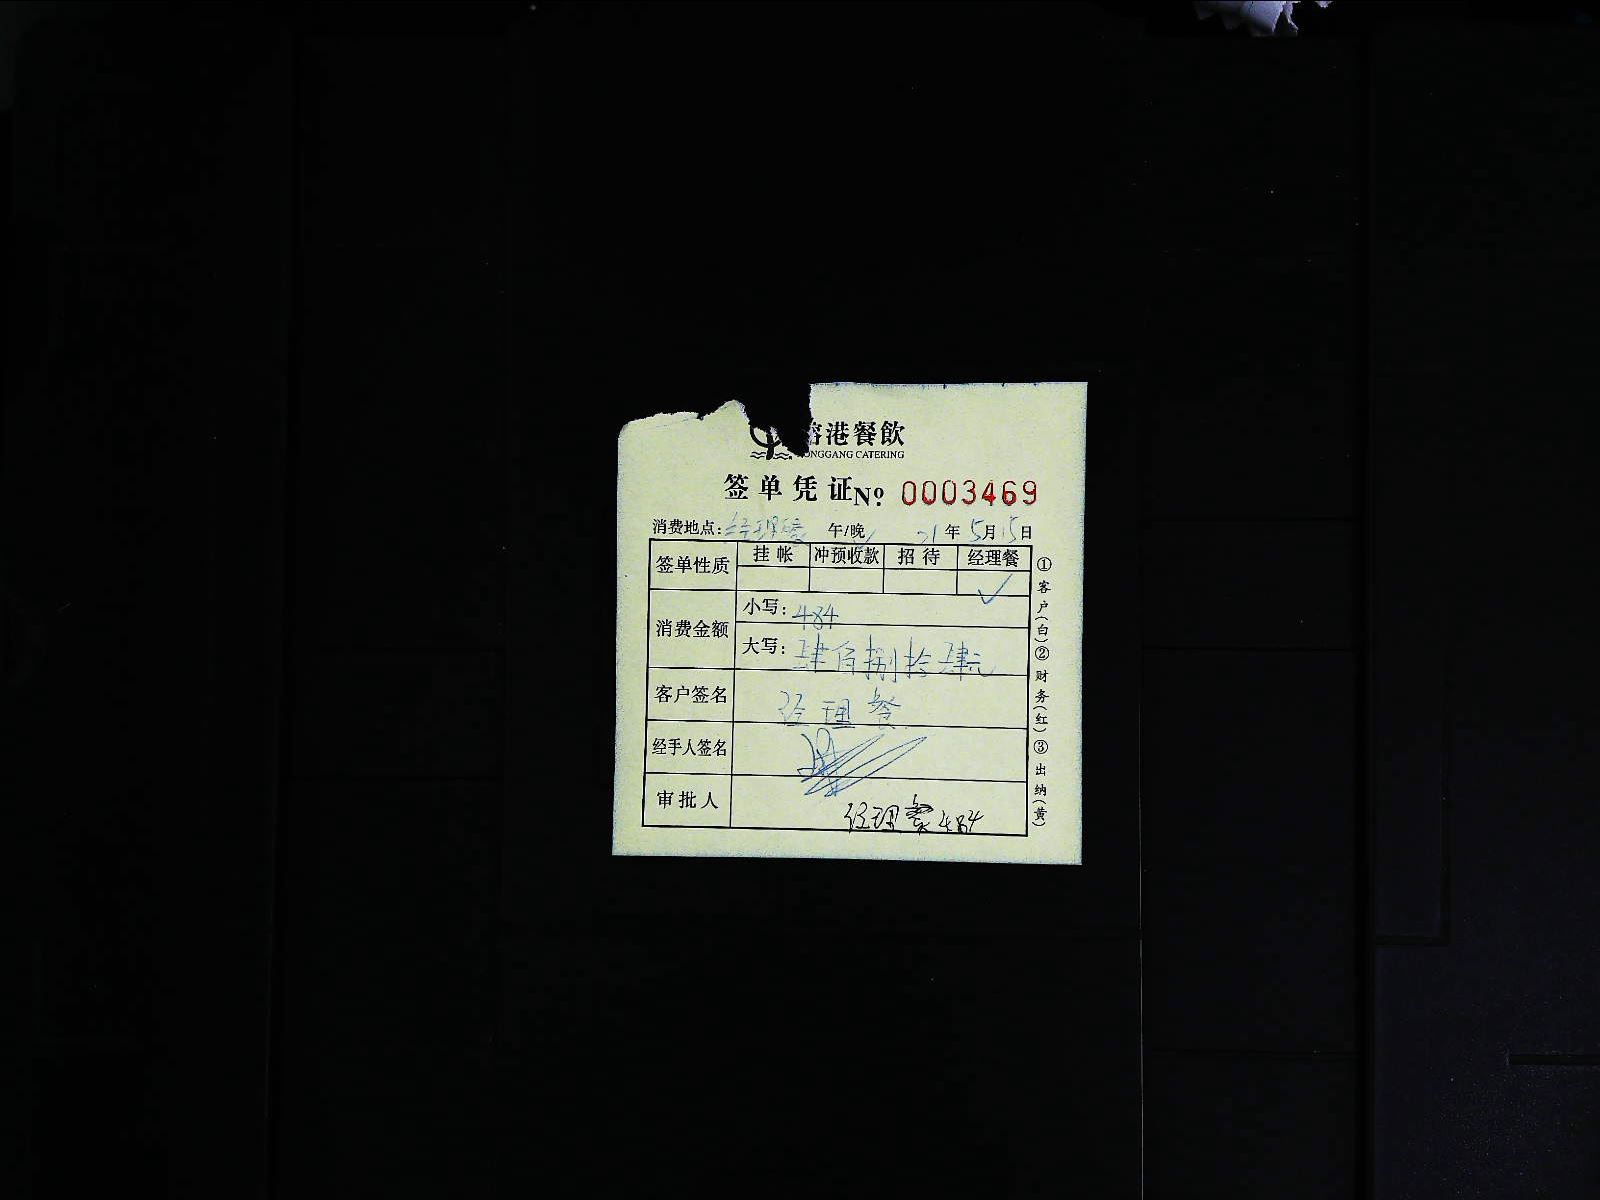 港餐飲
ONGGANG CATERING
签单凭证 No. 0003469
消费地点: 经理餐 午/晚 21年5月15日
签单性质 挂帐 冲预收款 招待 经理餐
✓
消费金额 小写: 484
大写: 肆佰捌拾肆元
客户签名 经理餐
经手人签名
审批人 经理餐484
①客户(白)②财务(红)③出纳(黄)